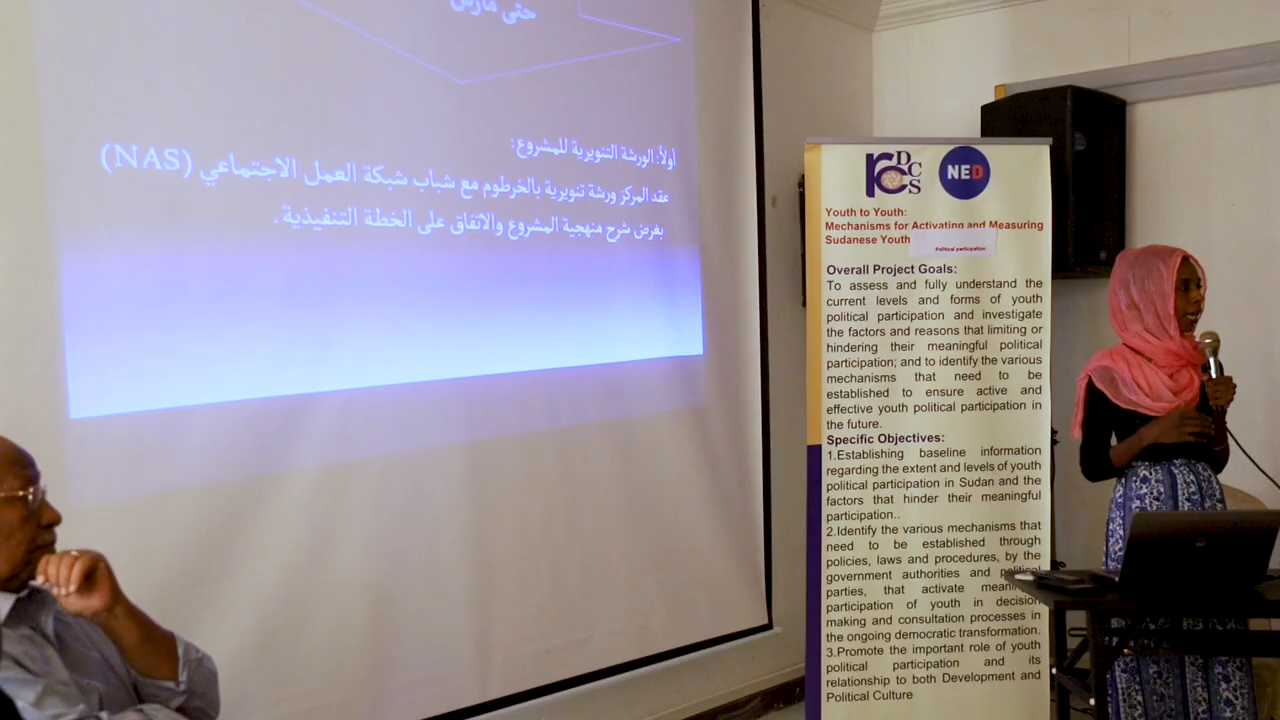 حتى مارس
أولاً: الورشة التنويرية للمشروع:
عقد المركز ورشة تنويرية بالخرطوم مع شباب شبكة العمل الاجتماعي (NAS)
بغرض شرح منهجية المشروع والاتفاق على الخطة التنفيذية .
rcDCS
NED
Youth to Youth:
Mechanisms for Activating and Measuring
Sudanese Youth
Political participation
Overall Project Goals:
To assess and fully understand the
current levels and forms of youth
political participation and investigate
the factors and reasons that limiting or
hindering their meaningful political
participation; and to identify the various
mechanisms that need to be
established to ensure active and
effective youth political participation in
the future.
Specific Objectives:
1.Establishing baseline information
regarding the extent and levels of youth
political participation in Sudan and the
factors that hinder their meaningful
participation..
2.Identify the various mechanisms that
need to be established through
policies, laws and procedures, by the
government authorities and political
parties, that activate
participation of youth in decision
making and consultation processes in
the ongoing democratic transformation.
3.Promote the important role of youth
political participation and its
relationship to both Development and
Political Culture